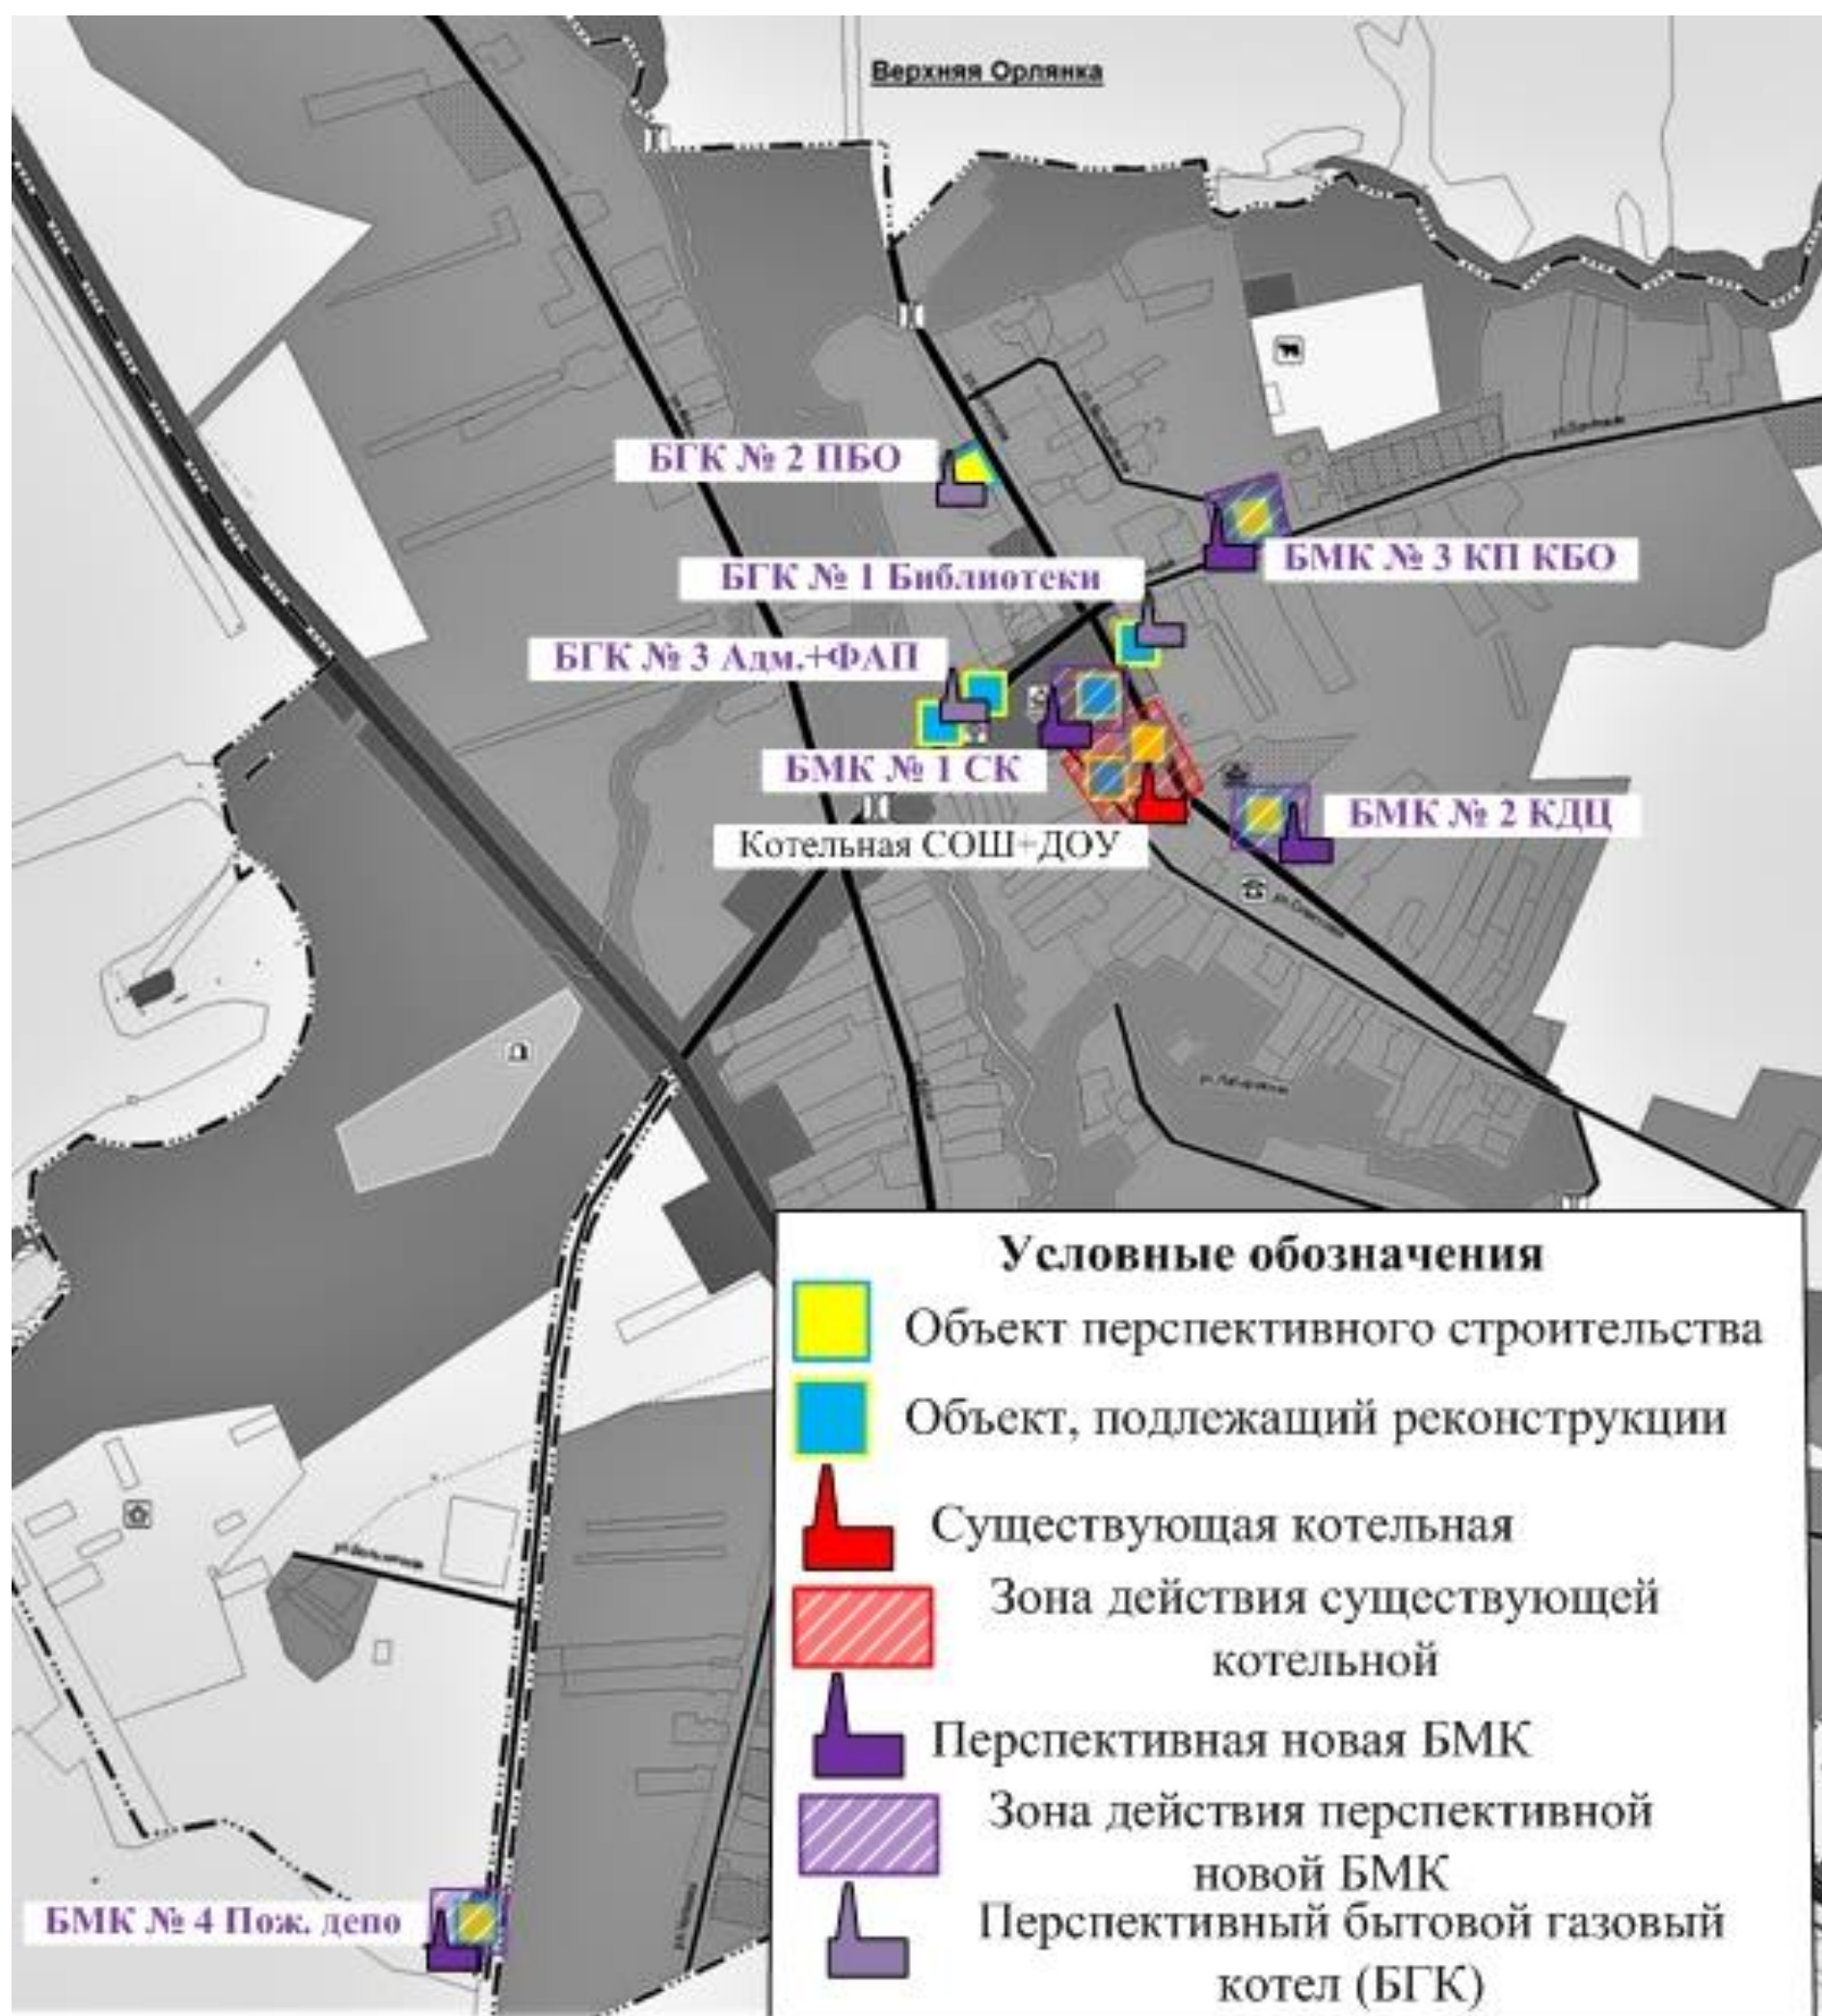 Верхняя Орлянка
БГК № 2 ПБО
БМК № 3 КП КБО
БГК № 1 Библиотеки
БГК № 3 Адм.+ФАП
БМК № 1 СК
БМК № 2 КДЦ
Котельная СОШ+ДОУ
Условные обозначения
Объект перспективного строительства
Объект, подлежащий реконструкции
Существующая котельная
Зона действия существующей
котельной
Перспективная новая БМК
Зона действия перспективной
новой БМК
Перспективный бытовой газовый
котел (БГК)
БМК № 4 Пож. депо